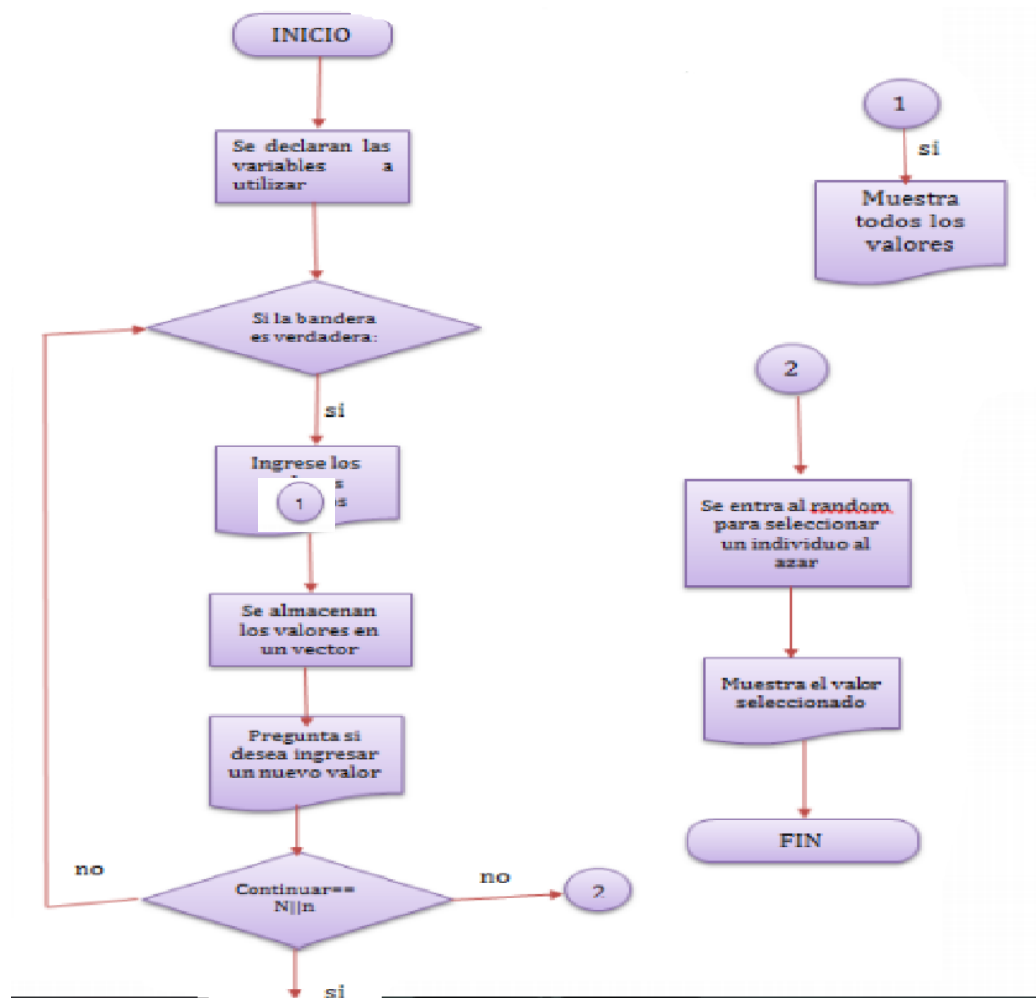 INICIO
Se declaran las
variables a
utilizar
Si la bandera
es verdadera:
si
Ingrese los
1
Se almacenan
los valores en
un vector
Pregunta si
desea ingresar
un nuevo valor
Continuar==
N||n
no
no
2
si
1
si
Muestra
todos los
valores
2
Se entra al random
para seleccionar
un individuo al
azar
Muestra el valor
seleccionado
FIN